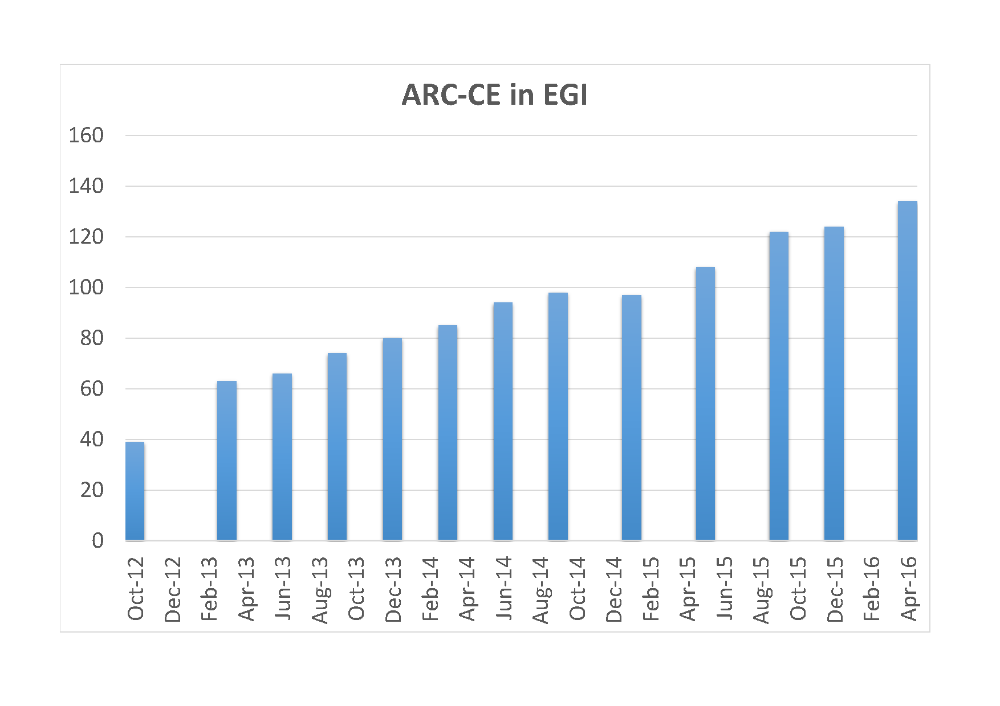 ARC-CE in EGI
160
140
120
100
80
60
40
20
0
Oct-12
Dec-12
Feb-13
Apr-13
Jun-13
Aug-13
Oct-13
Dec-13
Feb-14
Apr-14
Jun-14
Aug-14
Oct-14
Dec-14
Feb-15
Apr-15
Jun-15
Aug-15
Oct-15
Dec-15
Feb-16
Apr-16